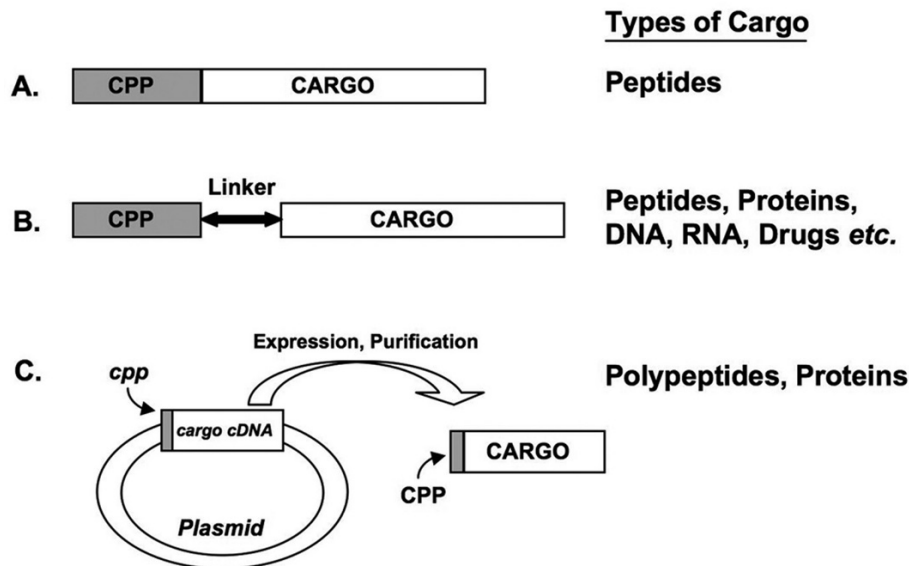 Types of Cargo
A. CPP CARGO Peptides
Linker
B. CPP CARGO Peptides, Proteins,
DNA, RNA, Drugs etc.
Expression, Purification
C. cpp Polypeptides, Proteins
cargo cDNA
CARGO
CPP
Plasmid